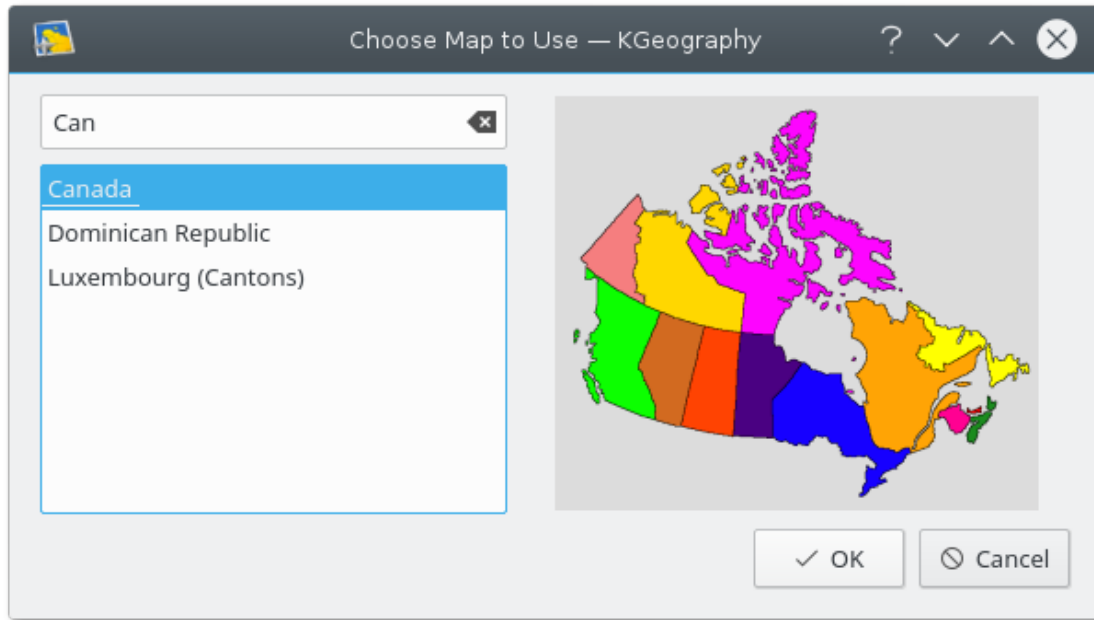 Choose Map to Use — KGeography
Can
Canada
Dominican Republic
Luxembourg (Cantons)
OK
Cancel